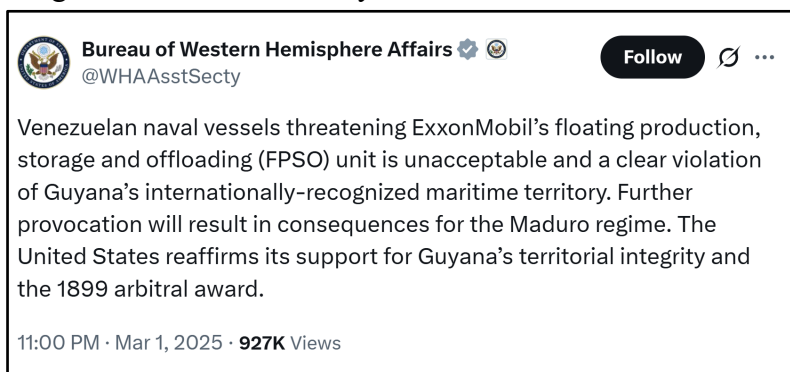 Bureau of Western Hemisphere Affairs
@WHAAsstSecty
Follow
Venezuelan naval vessels threatening ExxonMobil’s floating production,
storage and offloading (FPSO) unit is unacceptable and a clear violation
of Guyana’s internationally-recognized maritime territory. Further
provocation will result in consequences for the Maduro regime. The
United States reaffirms its support for Guyana’s territorial integrity and
the 1899 arbitral award.
11:00 PM · Mar 1, 2025 · 927K Views